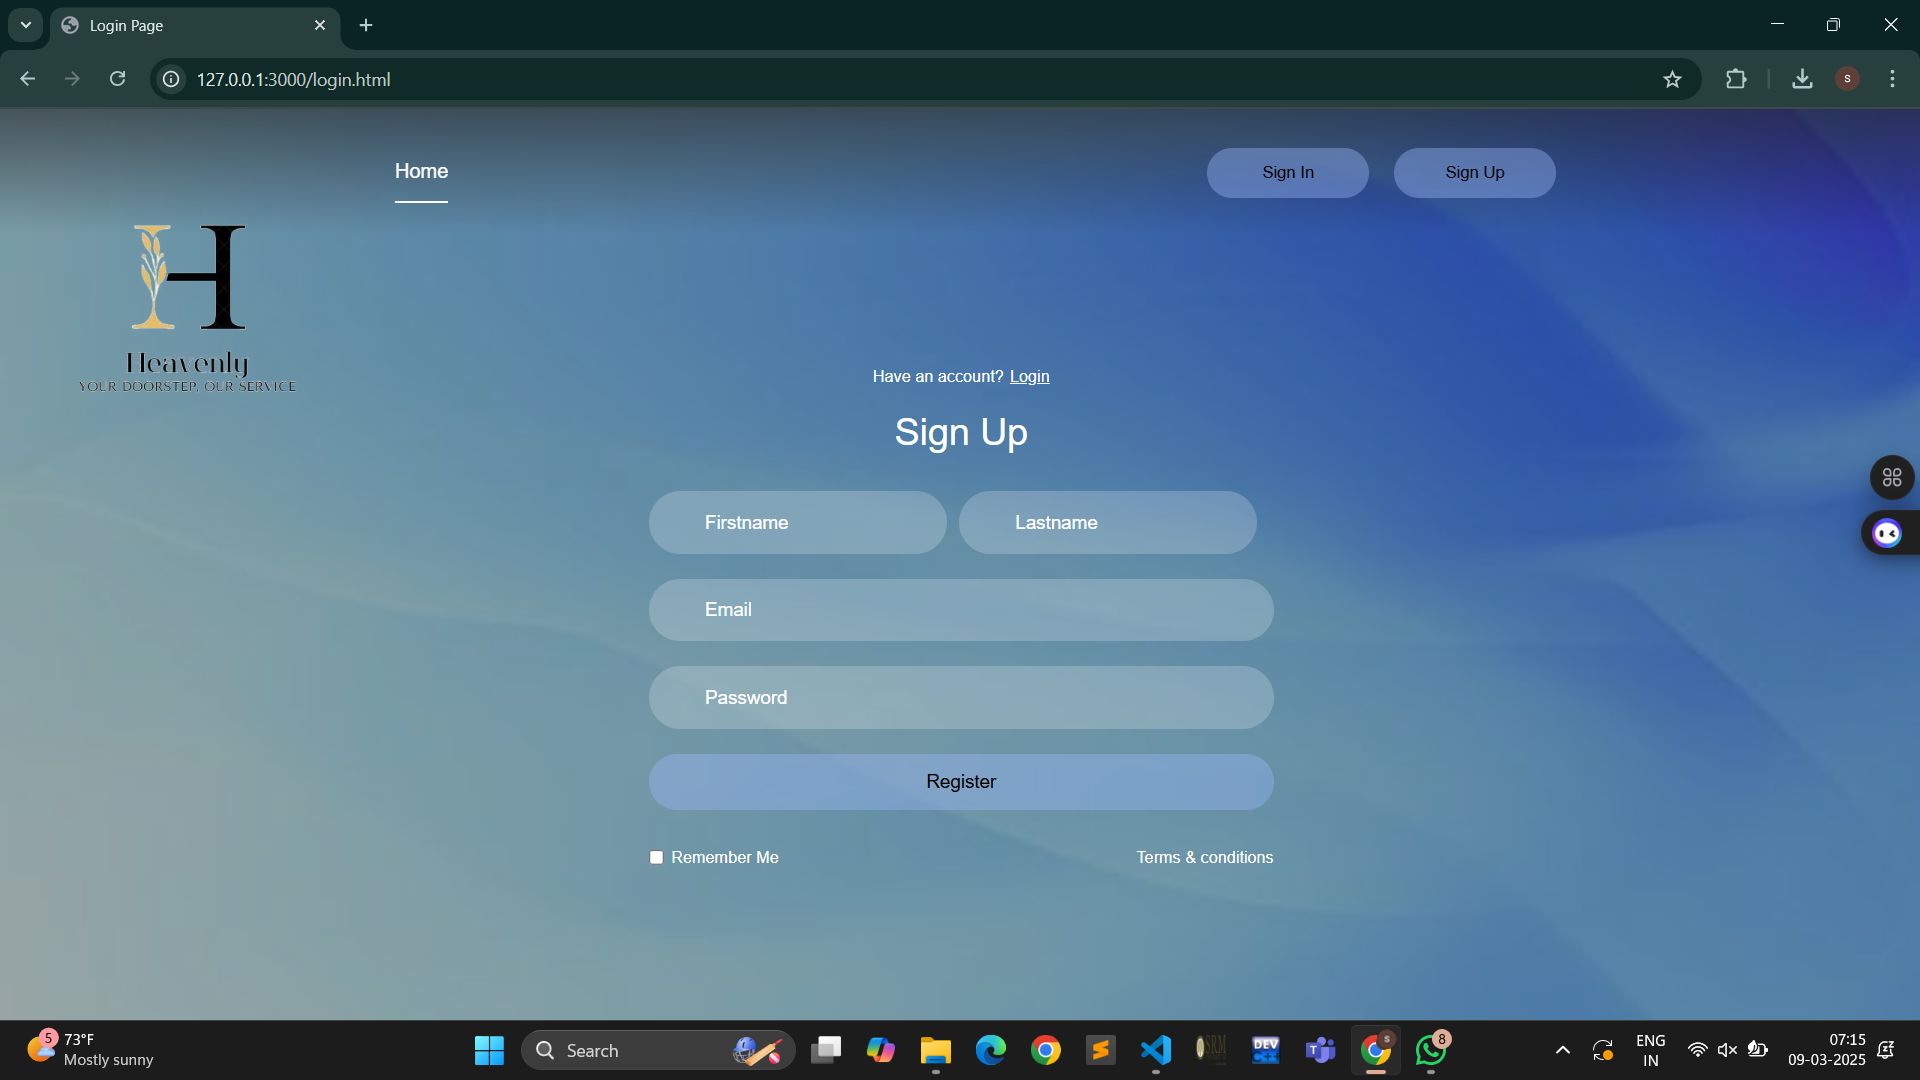 Login Page
127.0.0.1:3000/login.html
S
Home
Sign In
Sign Up
H
Heavenly
YOUR DOORSTEP, OUR SERVICE
Have an account? Login
Sign Up
Firstname
Lastname
Email
Password
Register
Remember Me
Terms & conditions
5
73°F
Mostly sunny
Search
SRM
DEV
C++
T
S
8
ENG
IN
07:15
09-03-2025